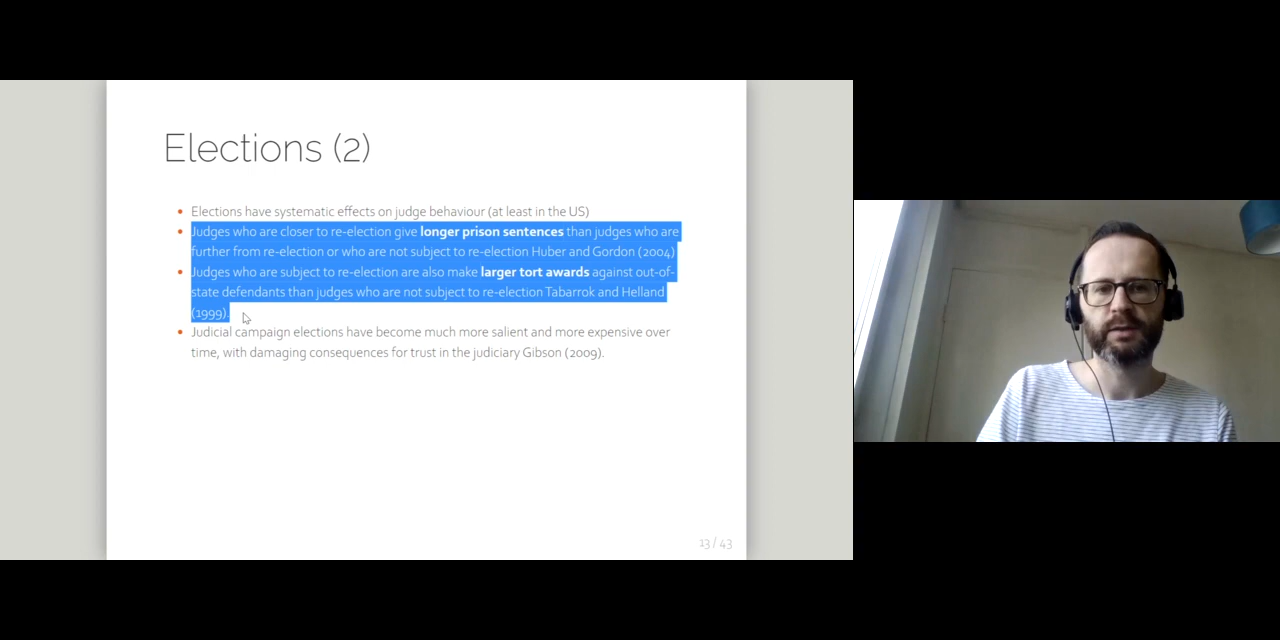 Elections (2)
Elections have systematic effects on judge behaviour (at least in the US)
Judges who are closer to re-election give longer prison sentences than judges who are
further from re-election or who are not subject to re-election Huber and Gordon (2004)
Judges who are subject to re-election are also make larger tort awards against out-of-
state defendants than judges who are not subject to re-election Tabarrok and Helland
(1999).
Judicial campaign elections have become much more salient and more expensive over
time, with damaging consequences for trust in the judiciary Gibson (2009).
13 / 43